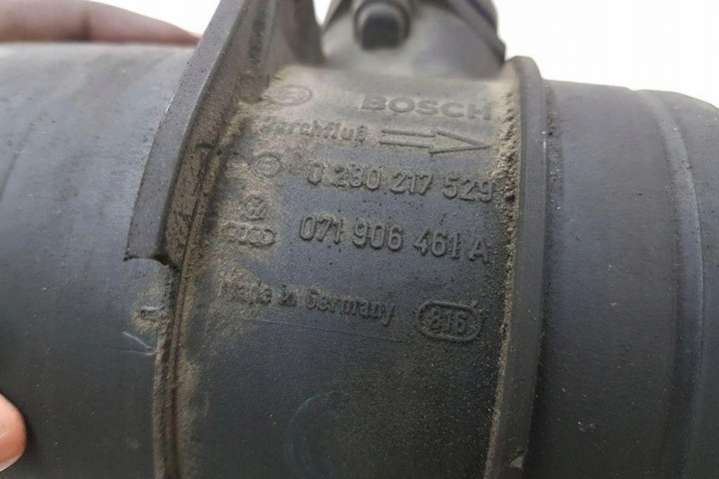 BOSCH
Durchfluß
0 280 217 529
071 906 461 A
Made in Germany 816